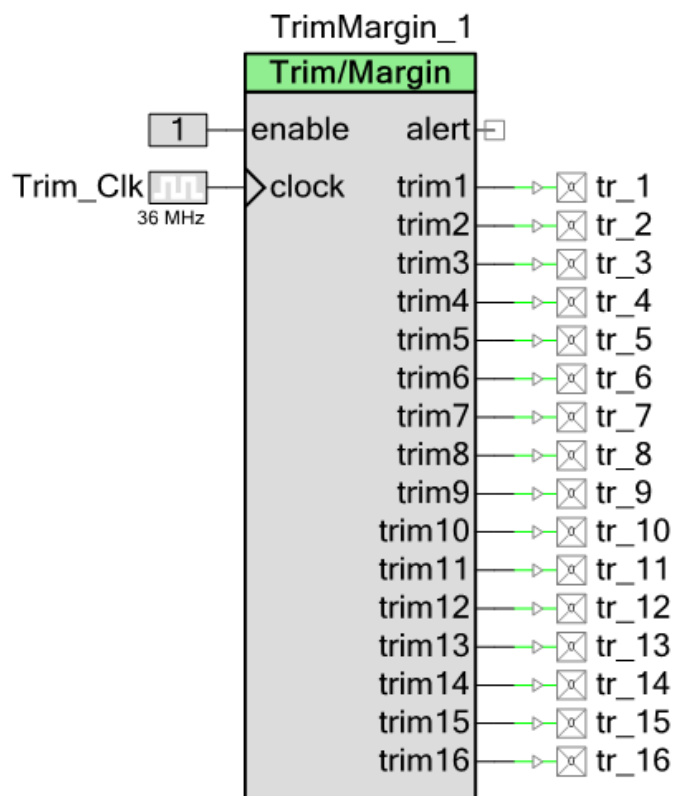 TrimMargin_1
Trim/Margin
1 enable alert
Trim_Clk clock trim1 tr_1
36 MHz
trim2 tr_2
trim3 tr_3
trim4 tr_4
trim5 tr_5
trim6 tr_6
trim7 tr_7
trim8 tr_8
trim9 tr_9
trim10 tr_10
trim11 tr_11
trim12 tr_12
trim13 tr_13
trim14 tr_14
trim15 tr_15
trim16 tr_16